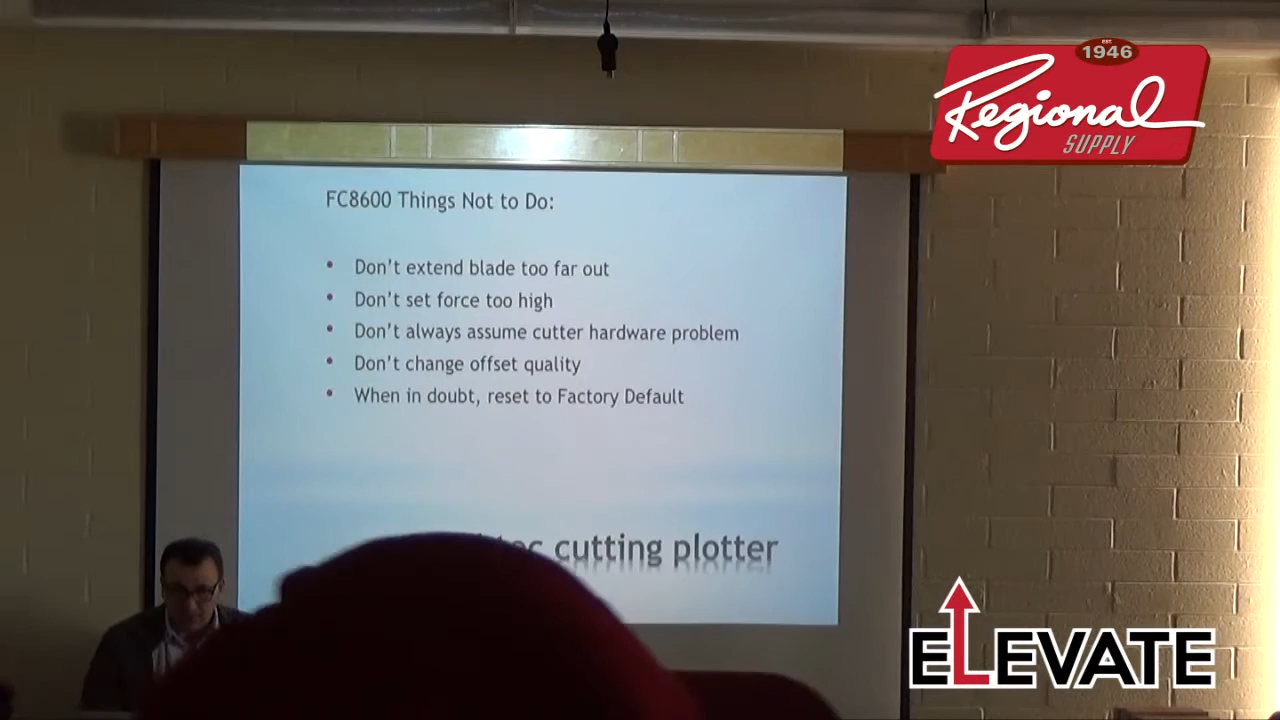 EST.
1946
Regional
SUPPLY
FC8600 Things Not to Do:
• Don't extend blade too far out
• Don't set force too high
• Don't always assume cutter hardware problem
• Don't change offset quality
• When in doubt, reset to Factory Default
cutting plotter
ELEVATE